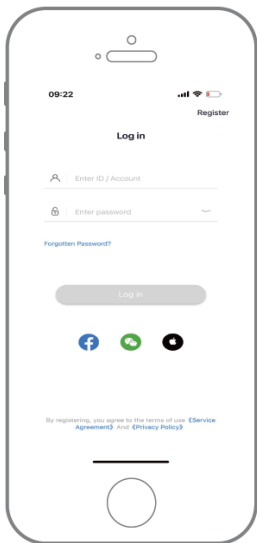 09:22
Register
Log in
Enter ID / Account
Enter password
Forgotten Password?
Log in
By registering, you agree to the terms of use 《Service
Agreement》 And 《Privacy Policy》